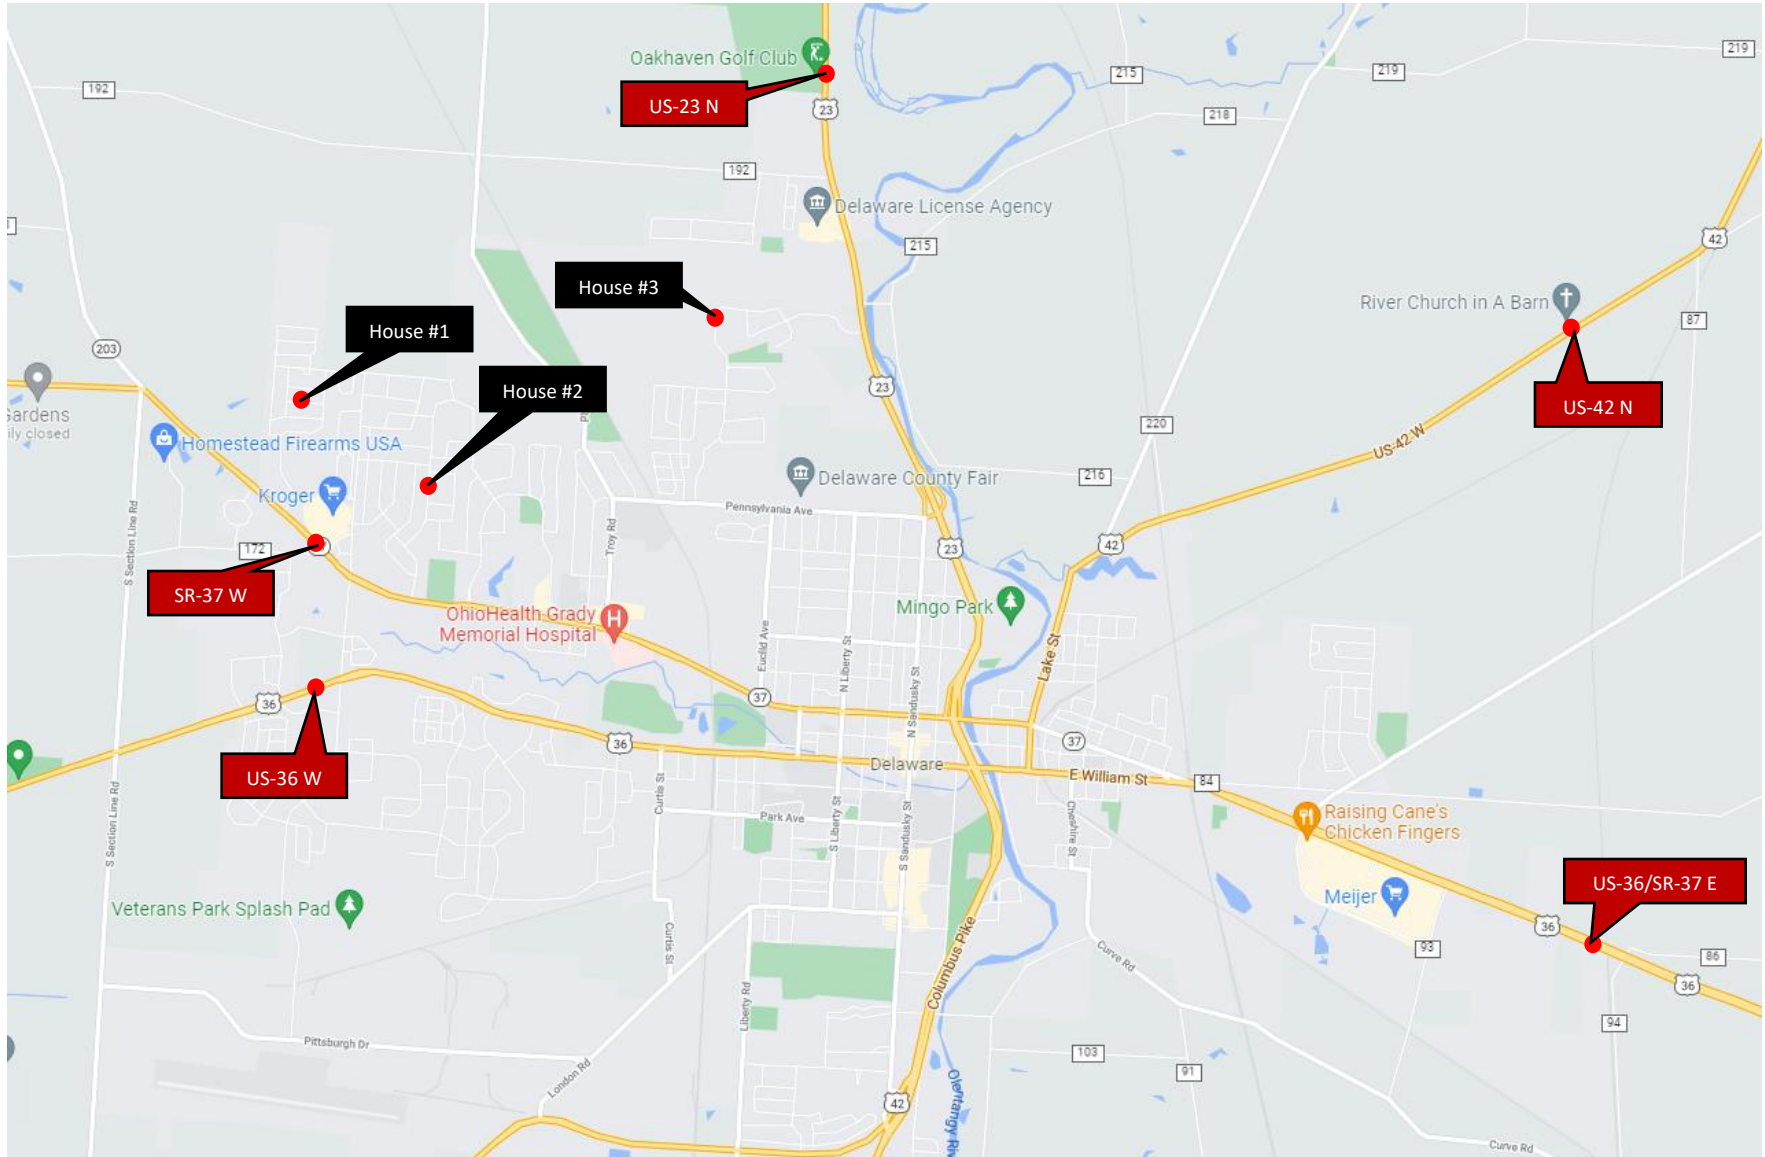 Oakhaven Golf Club
219
219
215
192
US-23 N
23
218
192
Delaware License Agency
215
42
House #3
River Church in A Barn
87
House #1
203
House #2
23
US-42 N
Gardens
ily closed
Homestead Firearms USA
220
US-42 W
Kroger
Delaware County Fair
216
Pennsylvania Ave
S Section Line Rd
Troy Rd
172
23
42
SR-37 W
OhioHealth Grady
Memorial Hospital
Mingo Park
Euclid Ave
N Liberty St
N Sandusky St
Lake St
36
37
36
37
US-36 W
Delaware
E William St
84
S Section Line Rd
Curtis St
Park Ave
S Liberty St
S Sandusky St
Cheshire St
Raising Cane's
Chicken Fingers
US-36/SR-37 E
Meijer
Veterans Park Splash Pad
36
93
86
Curtis St
Columbus Pike
Curve Rd
36
Liberty Rd
94
Pittsburgh Dr
103
91
London Rd
42
Olentangy Riv
Curve Rd